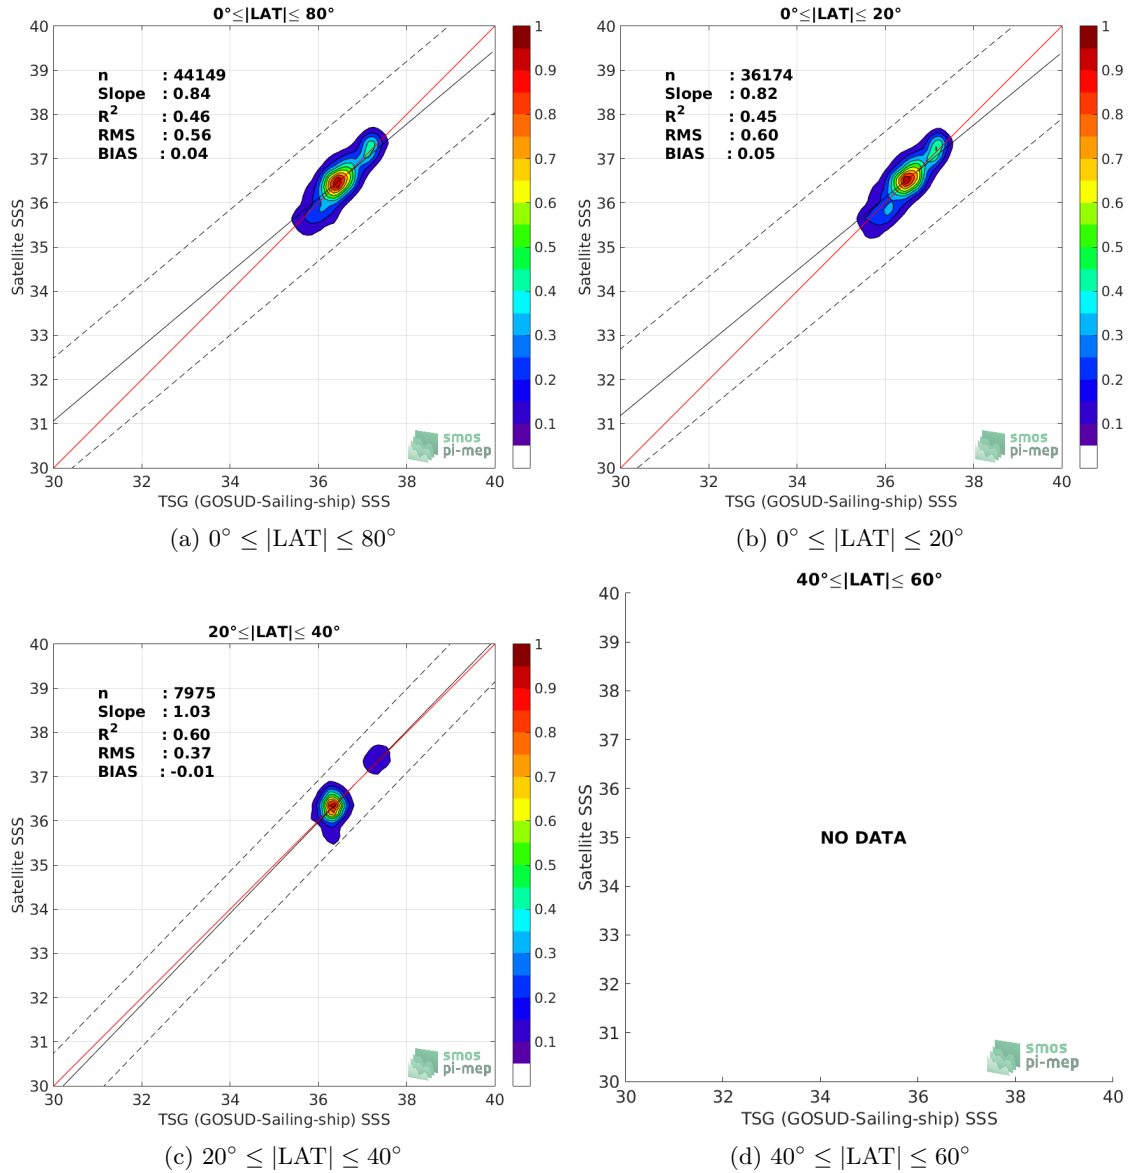 0°≤|LAT|≤ 80°
40
39
38
37
36
35
34
33
32
31
30
Satellite SSS
n : 44149
Slope : 0.84
R2 : 0.46
RMS : 0.56
BIAS : 0.04
smos
pi-mep
30 32 34 36 38 40
TSG (GOSUD-Sailing-ship) SSS
1
0.9
0.8
0.7
0.6
0.5
0.4
0.3
0.2
0.1
(a) 0° ≤ |LAT| ≤ 80°
0°≤|LAT|≤ 20°
40
39
38
37
36
35
34
33
32
31
30
Satellite SSS
n : 36174
Slope : 0.82
R2 : 0.45
RMS : 0.60
BIAS : 0.05
smos
pi-mep
30 32 34 36 38 40
TSG (GOSUD-Sailing-ship) SSS
1
0.9
0.8
0.7
0.6
0.5
0.4
0.3
0.2
0.1
(b) 0° ≤ |LAT| ≤ 20°
20°≤|LAT|≤ 40°
40
39
38
37
36
35
34
33
32
31
30
Satellite SSS
n : 7975
Slope : 1.03
R2 : 0.60
RMS : 0.37
BIAS : -0.01
smos
pi-mep
30 32 34 36 38 40
TSG (GOSUD-Sailing-ship) SSS
1
0.9
0.8
0.7
0.6
0.5
0.4
0.3
0.2
0.1
(c) 20° ≤ |LAT| ≤ 40°
40°≤|LAT|≤ 60°
40
39
38
37
36
35
34
33
32
31
30
Satellite SSS
NO DATA
smos
pi-mep
30 32 34 36 38 40
TSG (GOSUD-Sailing-ship) SSS
(d) 40° ≤ |LAT| ≤ 60°